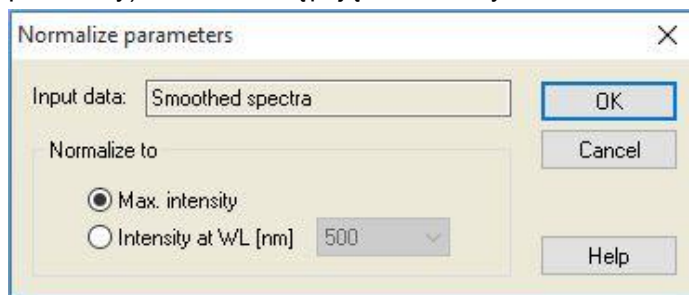 Normalize parameters
Input data: Smoothed spectra
OK
Normalize to
Cancel
Max. intensity
Intensity at WL [nm] 500
Help